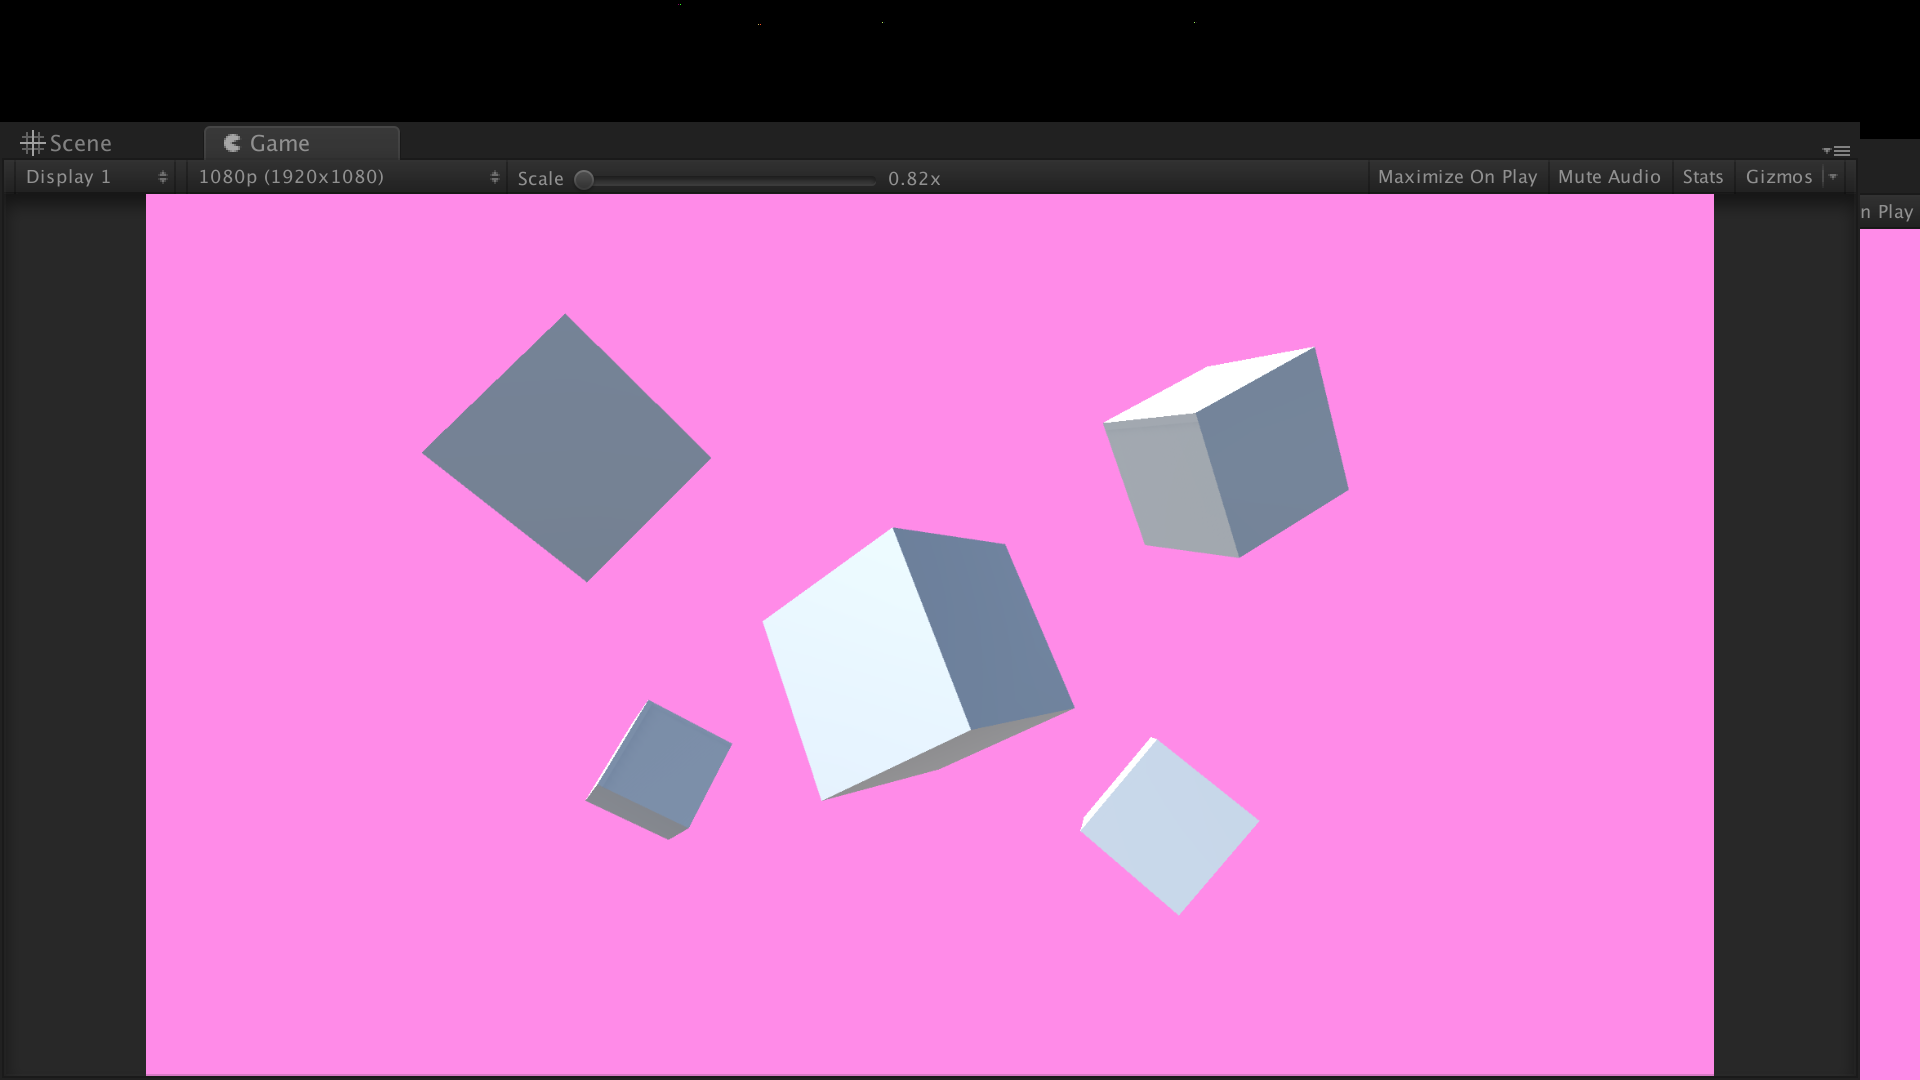 Scene
Game
Display 1
1080p (1920x1080)
Scale
0.82x
Maximize On Play
Mute Audio
Stats
Gizmos
n Play